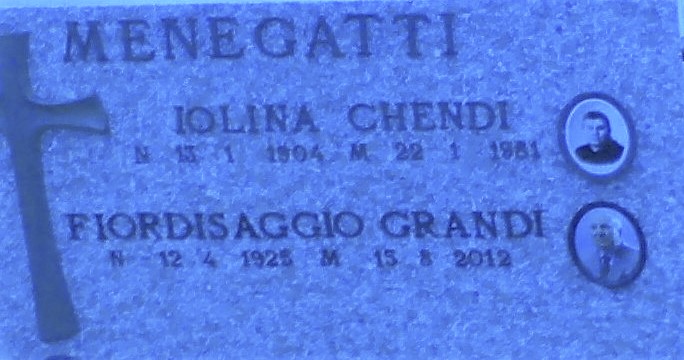 MENEGATTI
IOLINA CHENDI
N 13 1 1904 M 22 1 1981
FIORDISAGGIO GRANDI
N 12 4 1925 M 15 8 2012